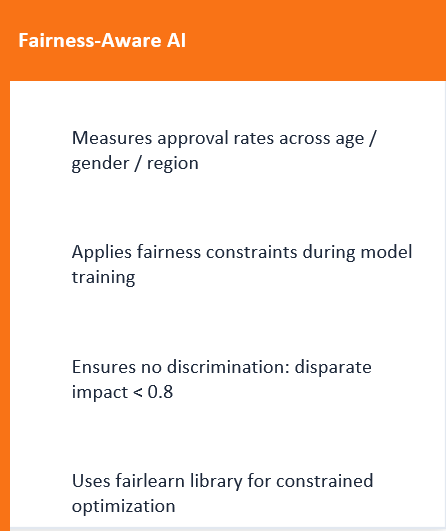 Fairness-Aware AI
Measures approval rates across age /
gender / region
Applies fairness constraints during model
training
Ensures no discrimination: disparate
impact < 0.8
Uses fairlearn library for constrained
optimization